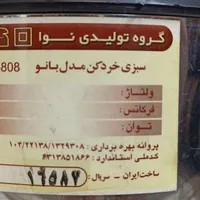 گروه تولیدی نوا
سبزی خردکن مدل بانو 808
ولتاژ:
فرکانس:
توان:
پروانه بهره برداری: ۱۰۴/۲۲۱۳۸/۱۳۲۹۳۰۸
کدملی استاندارد: ۶۳۱۳۸۵۱۸۶۶
ساخت ایران - سریال: